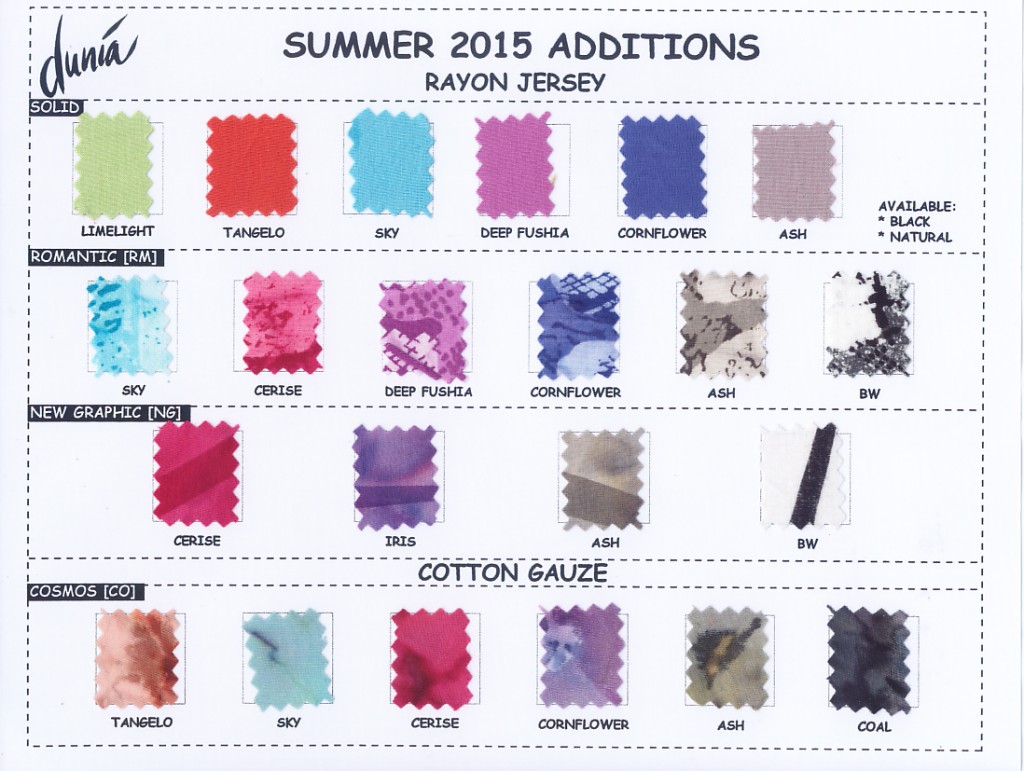 dunía
SUMMER 2015 ADDITIONS
RAYON JERSEY
SOLID
LIMELIGHT
TANGELO
SKY
DEEP FUSHIA
CORNFLOWER
ASH
AVAILABLE:
* BLACK
* NATURAL
ROMANTIC [RM]
SKY
CERISE
DEEP FUSHIA
CORNFLOWER
ASH
BW
NEW GRAPHIC [NG]
CERISE
IRIS
ASH
BW
COTTON GAUZE
COSMOS [CO]
TANGELO
SKY
CERISE
CORNFLOWER
ASH
COAL